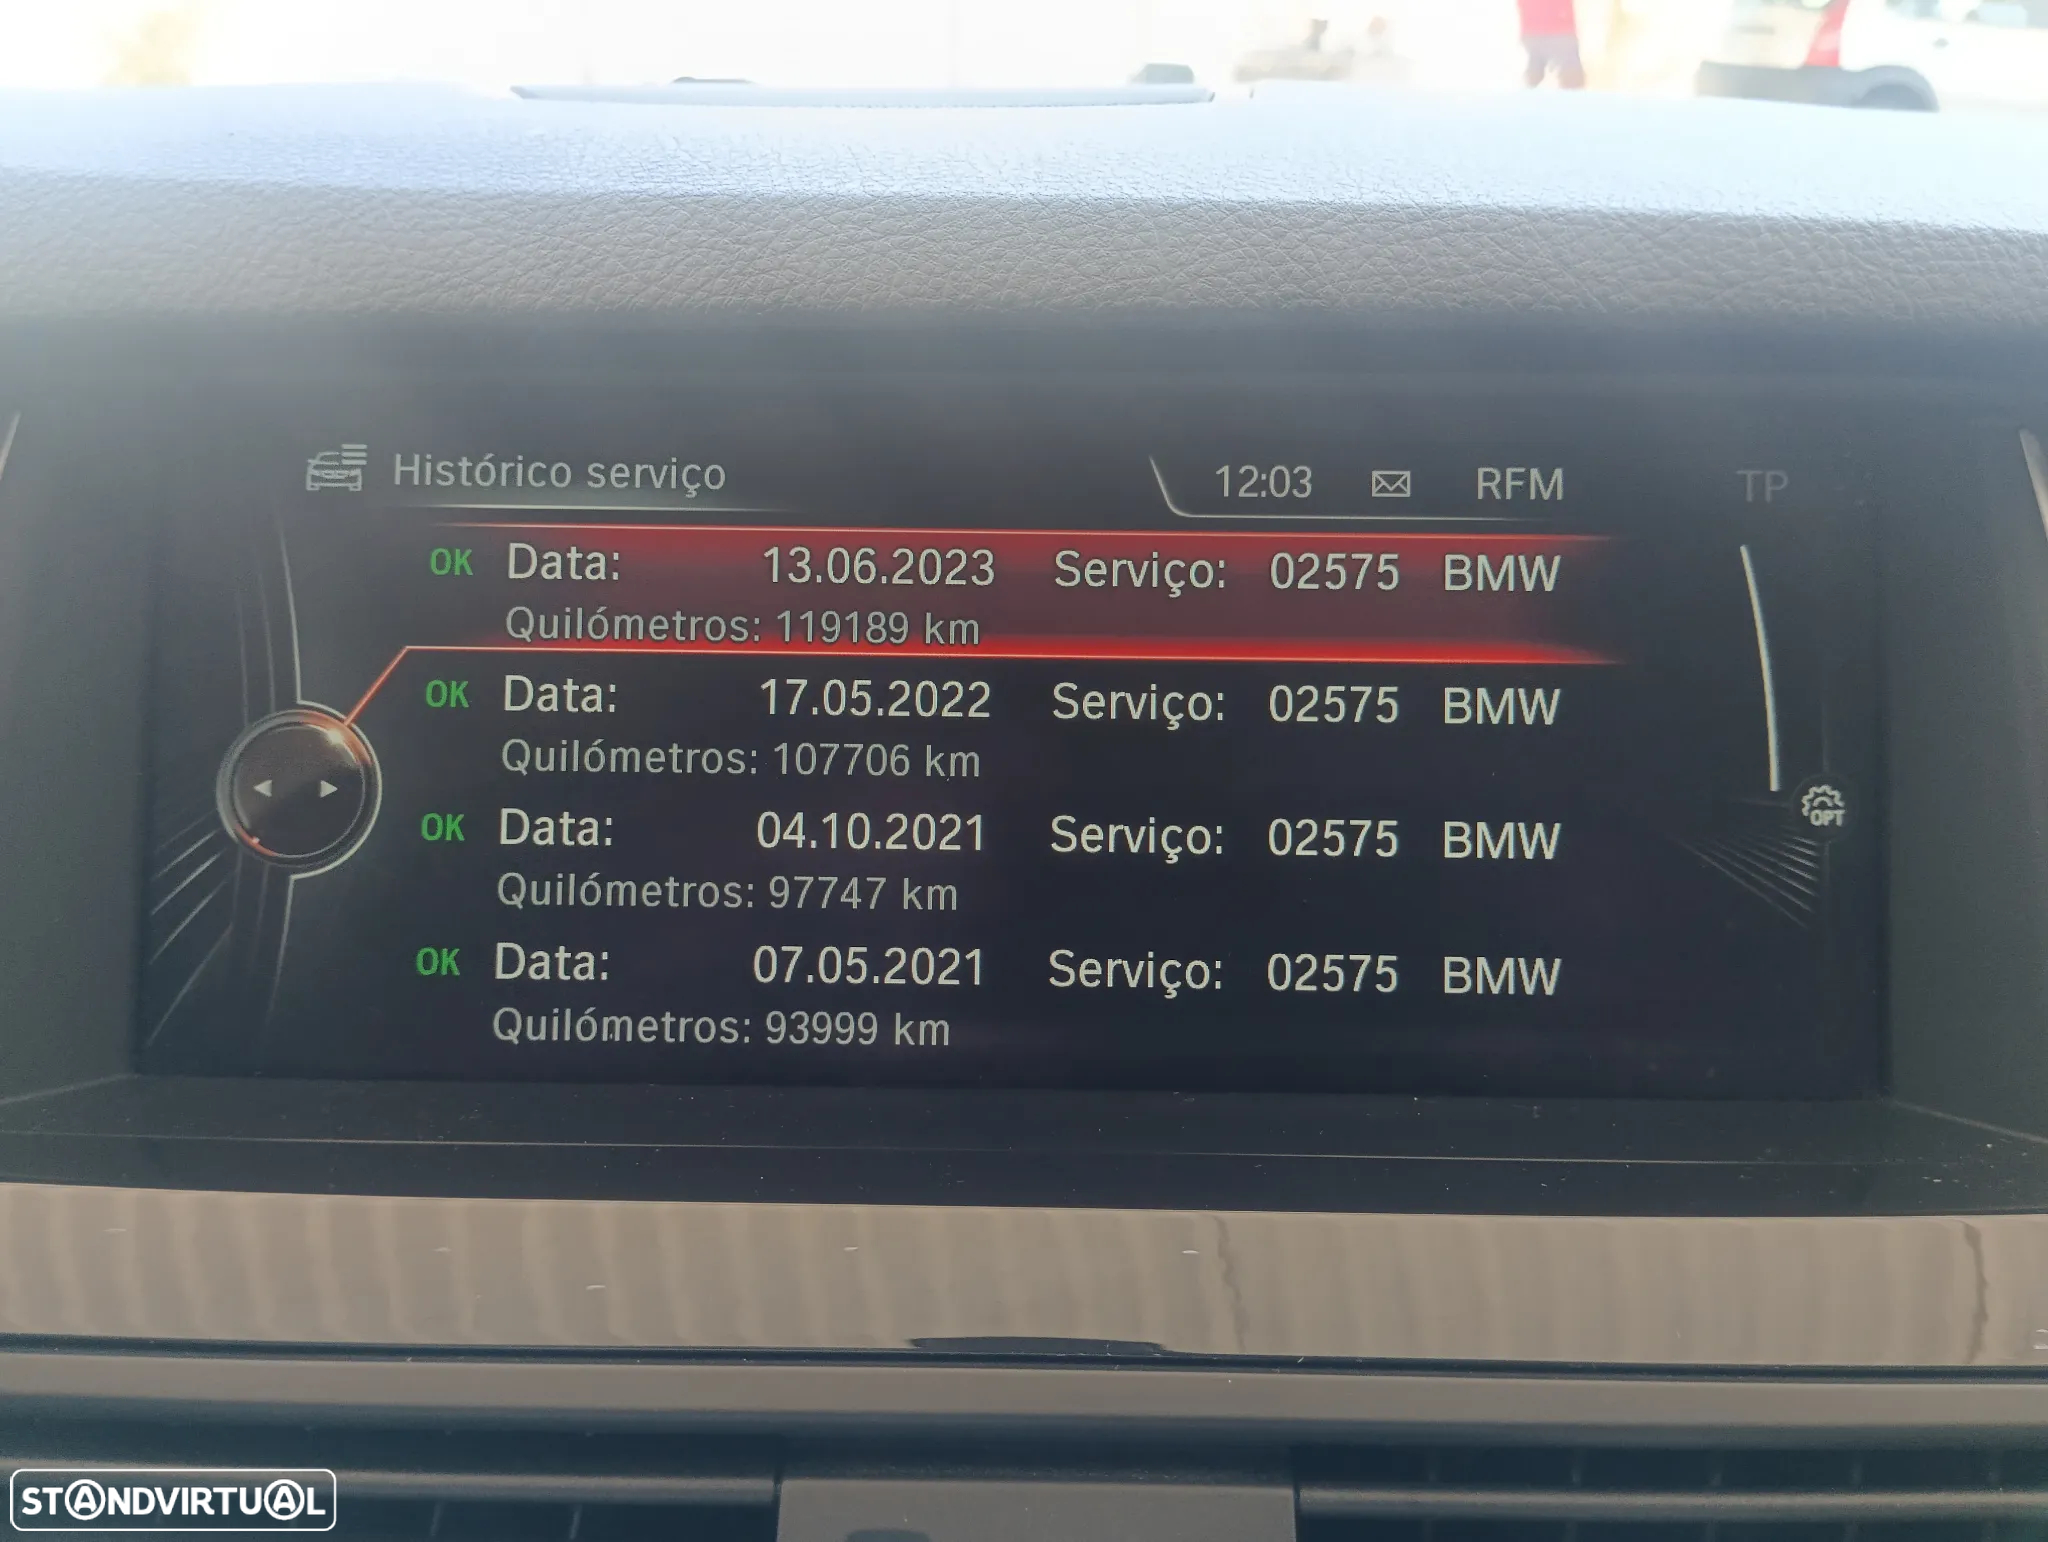 Histórico serviço
12:03 RFM TP
OK Data: 13.06.2023 Serviço: 02575 BMW
Quilómetros: 119189 km
OK Data: 17.05.2022 Serviço: 02575 BMW
Quilómetros: 107706 km
OK Data: 04.10.2021 Serviço: 02575 BMW
Quilómetros: 97747 km
OK Data: 07.05.2021 Serviço: 02575 BMW
Quilómetros: 93999 km
OPT
STANDVIRTUAL